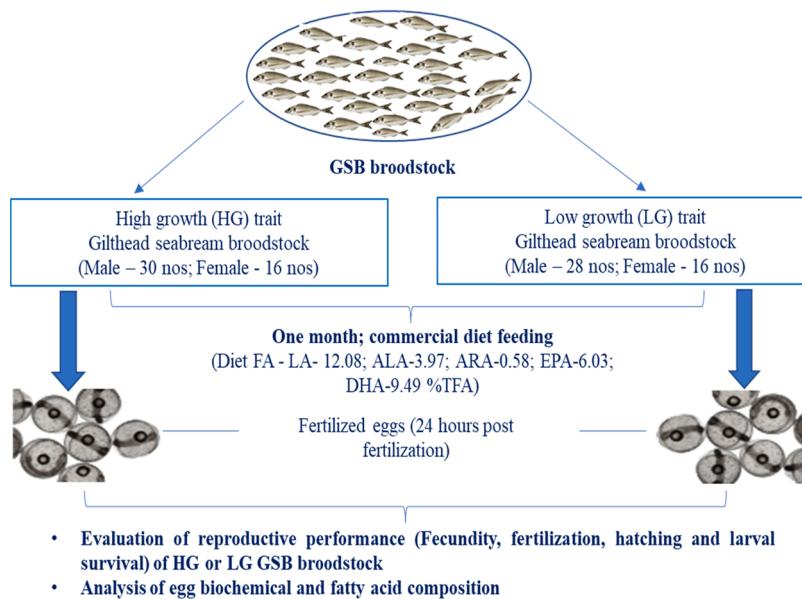 GSB broodstock
High growth (HG) trait
Gilthead seabream broodstock
(Male – 30 nos; Female - 16 nos)
Low growth (LG) trait
Gilthead seabream broodstock
(Male – 28 nos; Female - 16 nos)
One month; commercial diet feeding
(Diet FA - LA- 12.08; ALA-3.97; ARA-0.58; EPA-6.03;
DHA-9.49 %TFA)
Fertilized eggs (24 hours post
fertilization)
• Evaluation of reproductive performance (Fecundity, fertilization, hatching and larval
survival) of HG or LG GSB broodstock
• Analysis of egg biochemical and fatty acid composition